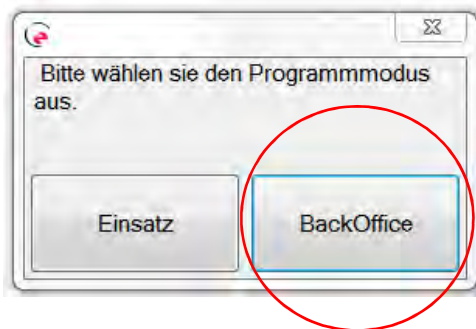 Bitte wählen sie den Programmmodus
aus.
Einsatz
BackOffice